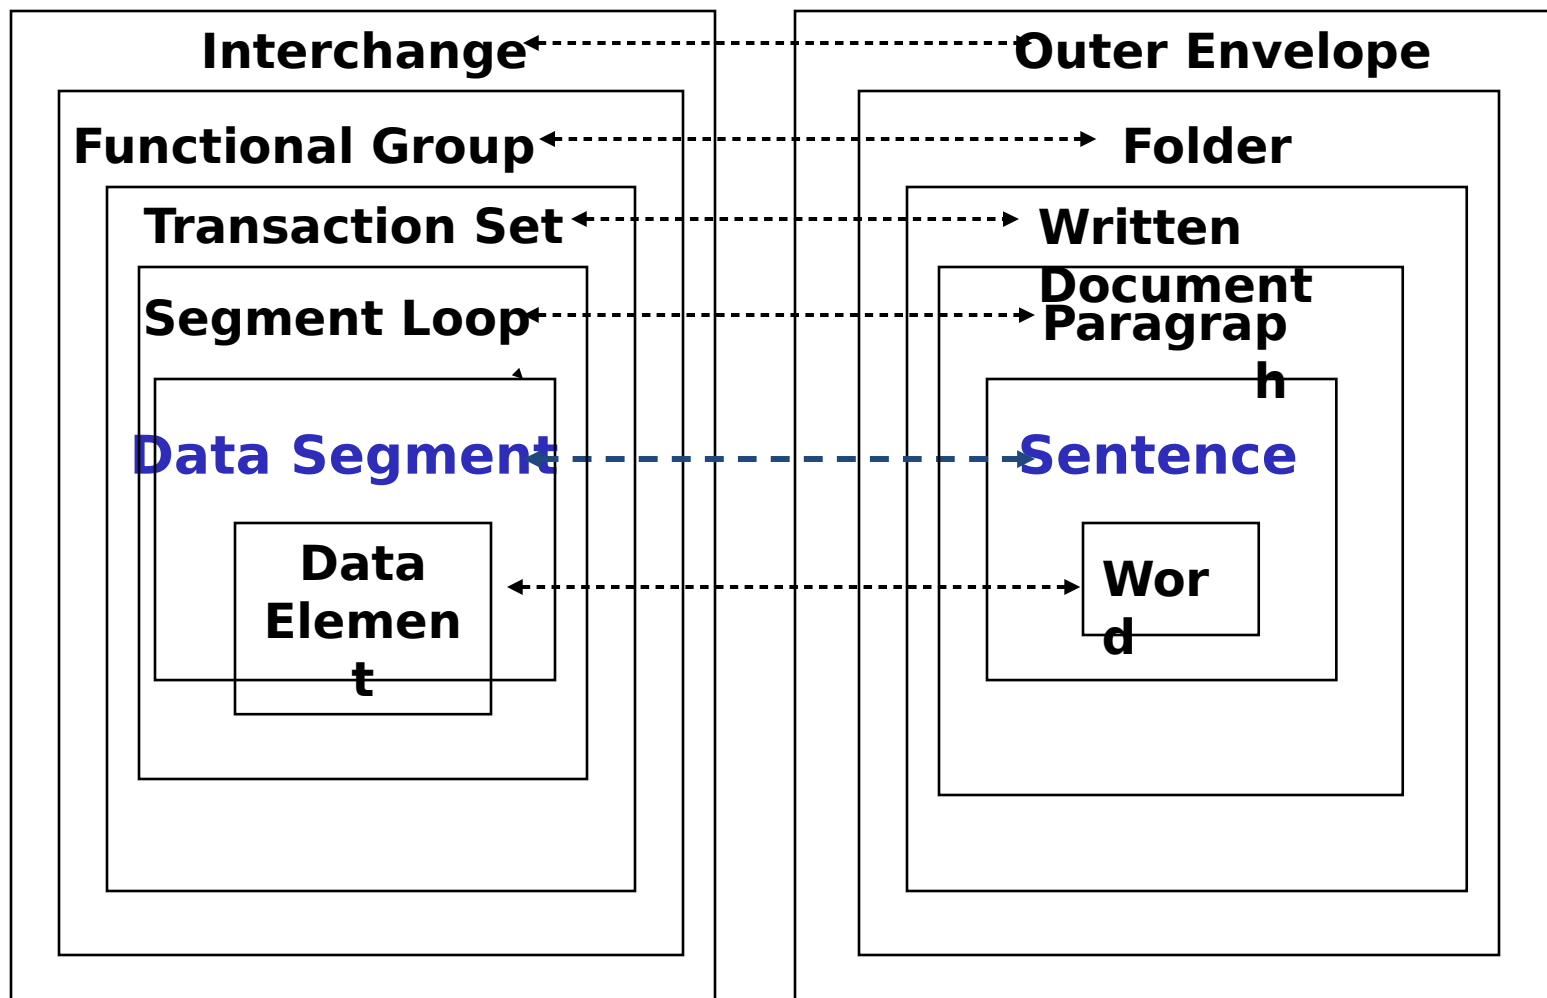 Interchange
Outer Envelope
Functional Group
Folder
Transaction Set
Written
Document
Segment Loop
Paragrap
h
Data Segment
Sentence
Data
Elemen
t
Wor
d